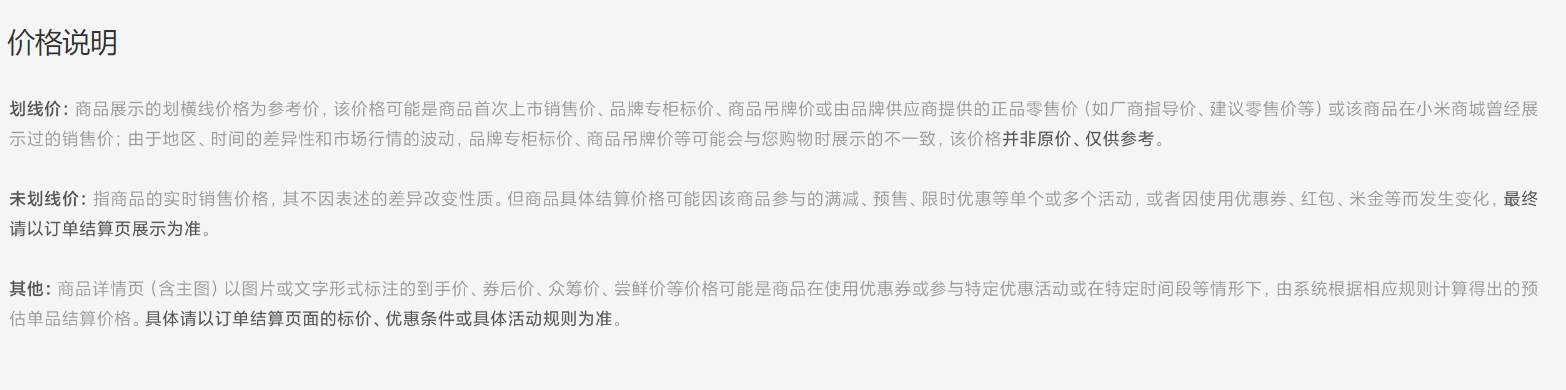 价格说明
划线价：商品展示的划横线价格为参考价，该价格可能是商品首次上市销售价、品牌专柜标价、商品吊牌价或由品牌供应商提供的正品零售价（如厂商指导价、建议零售价等）或该商品在小米商城曾经展
示过的销售价；由于地区、时间的差异性和市场行情的波动，品牌专柜标价、商品吊牌价等可能会与您购物时展示的不一致，该价格并非原价、仅供参考。
未划线价：指商品的实时销售价格，其不因表述的差异改变性质。但商品具体结算价格可能因该商品参与的满减、预售、限时优惠等单个或多个活动，或者因使用优惠券、红包、米金等而发生变化，最终
请以订单结算页展示为准。
其他：商品详情页（含主图）以图片或文字形式标注的到手价、券后价、众筹价、尝鲜价等价格可能是商品在使用优惠券或参与特定优惠活动或在特定时间段等情形下，由系统根据相应规则计算得出的预
估单品结算价格。具体请以订单结算页面的标价、优惠条件或具体活动规则为准。